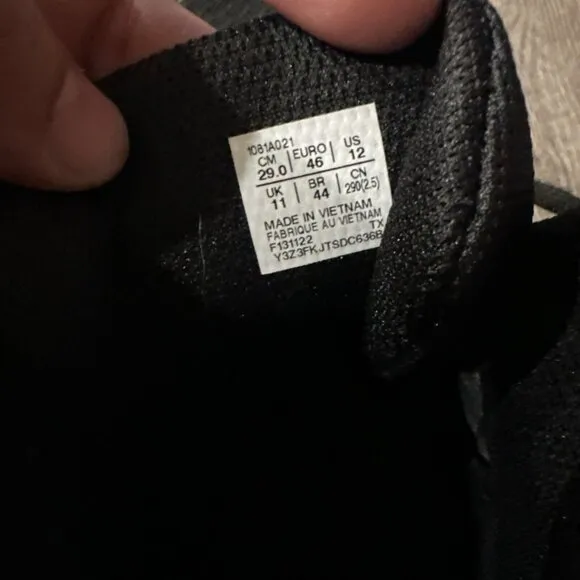 1081A021
CM EURO US
29.0 46 12
UK BR CN
11 44 290(2.5)
MADE IN VIETNAM
FABRIQUE AU VIETNAM
F131122 TX
Y3Z3FKJTSDC636B